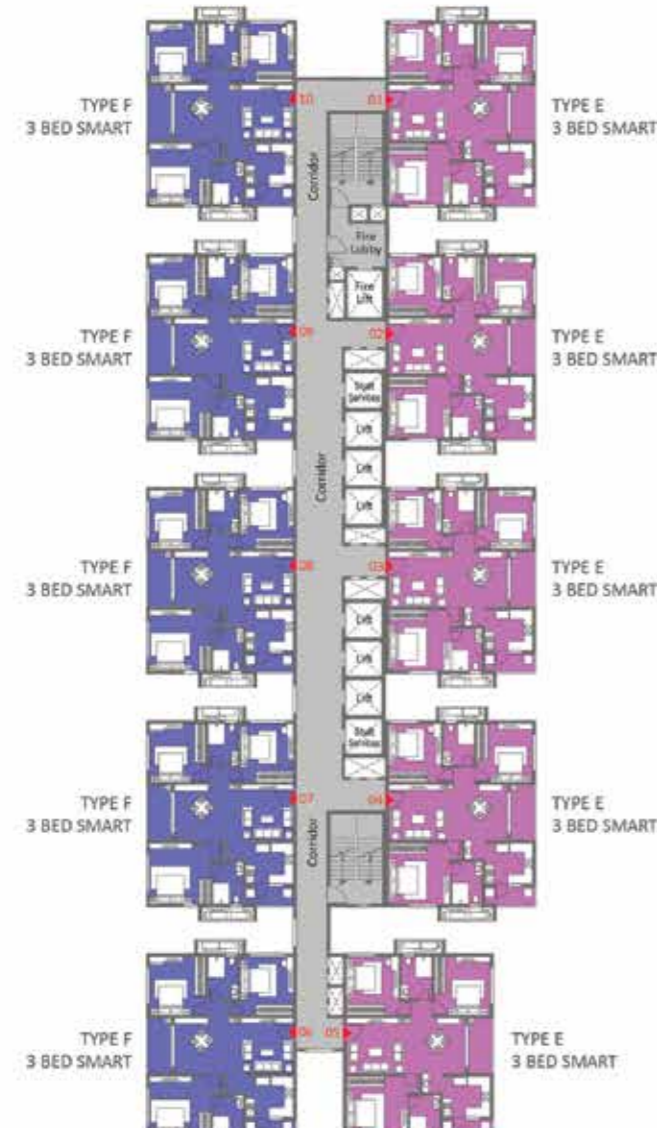 TYPE F
3 BED SMART
10
01
TYPE E
3 BED SMART
Corridor
Fire
Lobby
Fire
Lift
TYPE F
3 BED SMART
09
02
TYPE E
3 BED SMART
Services
Lift
Corridor
Lift
Lift
TYPE F
3 BED SMART
08
03
TYPE E
3 BED SMART
Lift
Lift
Lift
Services
TYPE F
3 BED SMART
07
04
TYPE E
3 BED SMART
Corridor
TYPE F
3 BED SMART
06
05
TYPE E
3 BED SMART